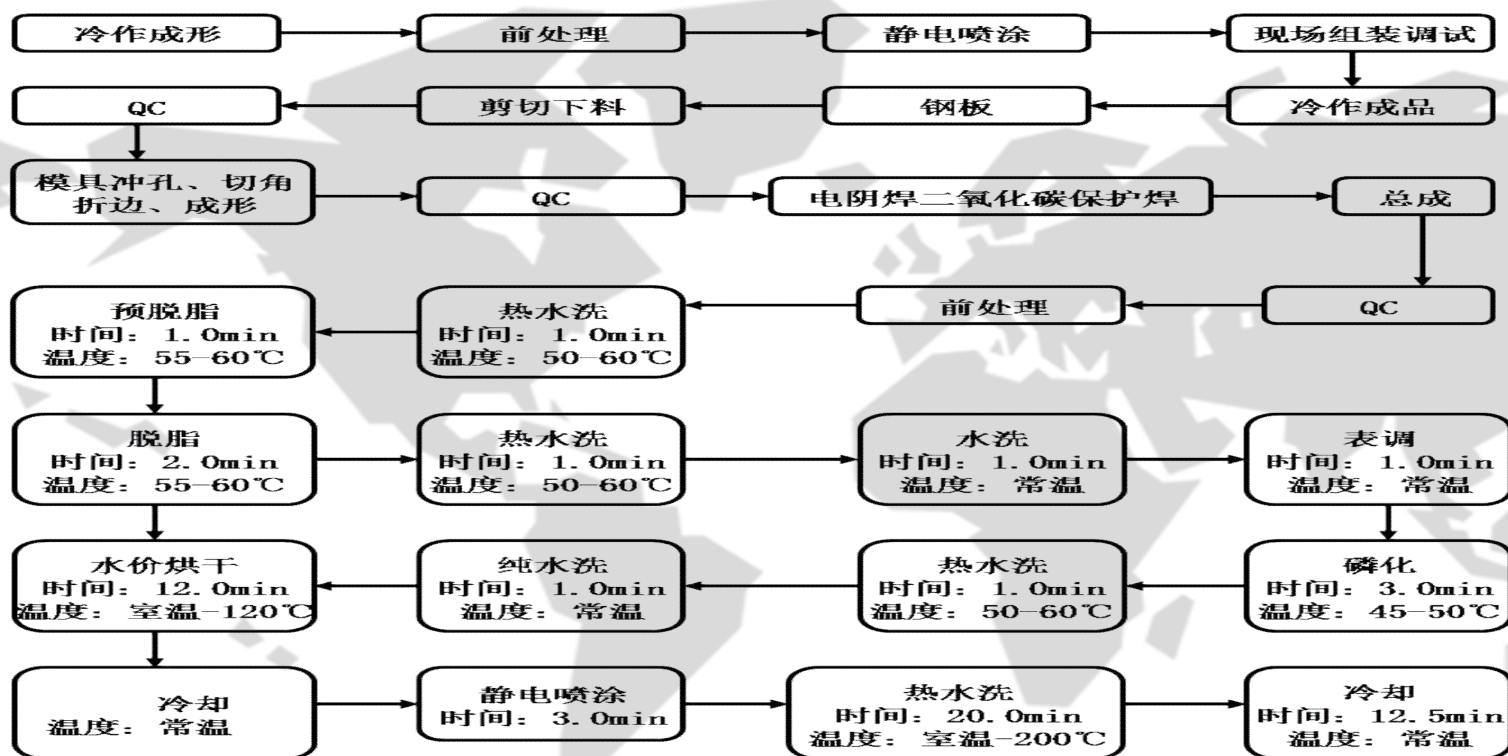 冷作成形
前处理
静电喷涂
现场组装调试
QC
剪切下料
钢板
冷作成品
模具冲孔、切角
折边、成形
QC
电阴焊二氧化碳保护焊
总成
预脱脂
时间：1.0min
温度：55-60℃
热水洗
时间：1.0min
温度：50-60℃
前处理
QC
脱脂
时间：2.0min
温度：55-60℃
热水洗
时间：1.0min
温度：50-60℃
水洗
时间：1.0min
温度：常温
表调
时间：1.0min
温度：常温
水价烘干
时间：12.0min
温度：室温-120℃
纯水洗
时间：1.0min
温度：常温
热水洗
时间：1.0min
温度：50-60℃
磷化
时间：3.0min
温度：45-50℃
冷却
温度：常温
静电喷涂
时间：3.0min
热水洗
时间：20.0min
温度：室温-200℃
冷却
时间：12.5min
温度：常温